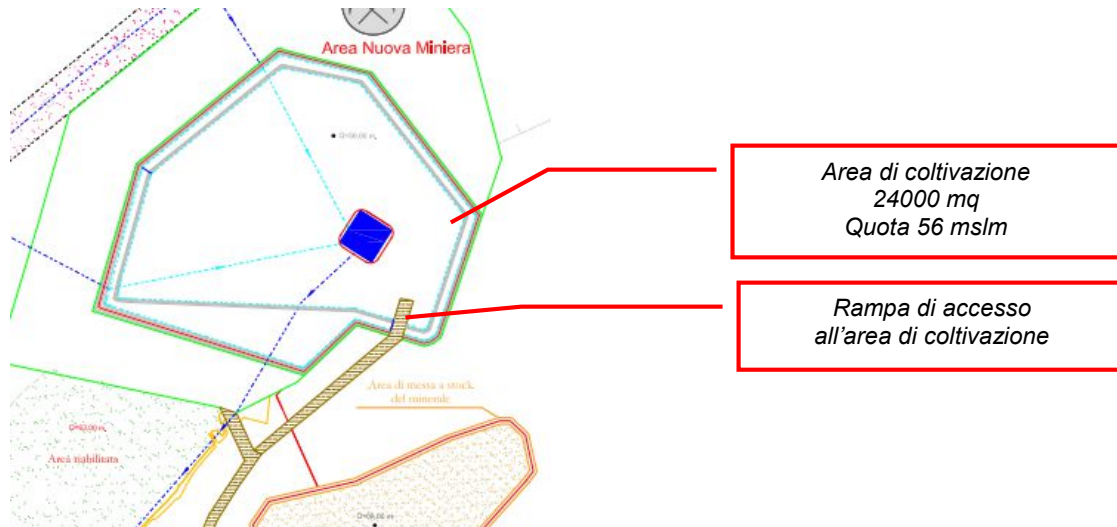 Area Nuova Miniera
Area di coltivazione
24000 mq
Quota 56 mslm
Rampa di accesso
all'area di coltivazione
Area di messa a stock
del minerale
Area riabilitata